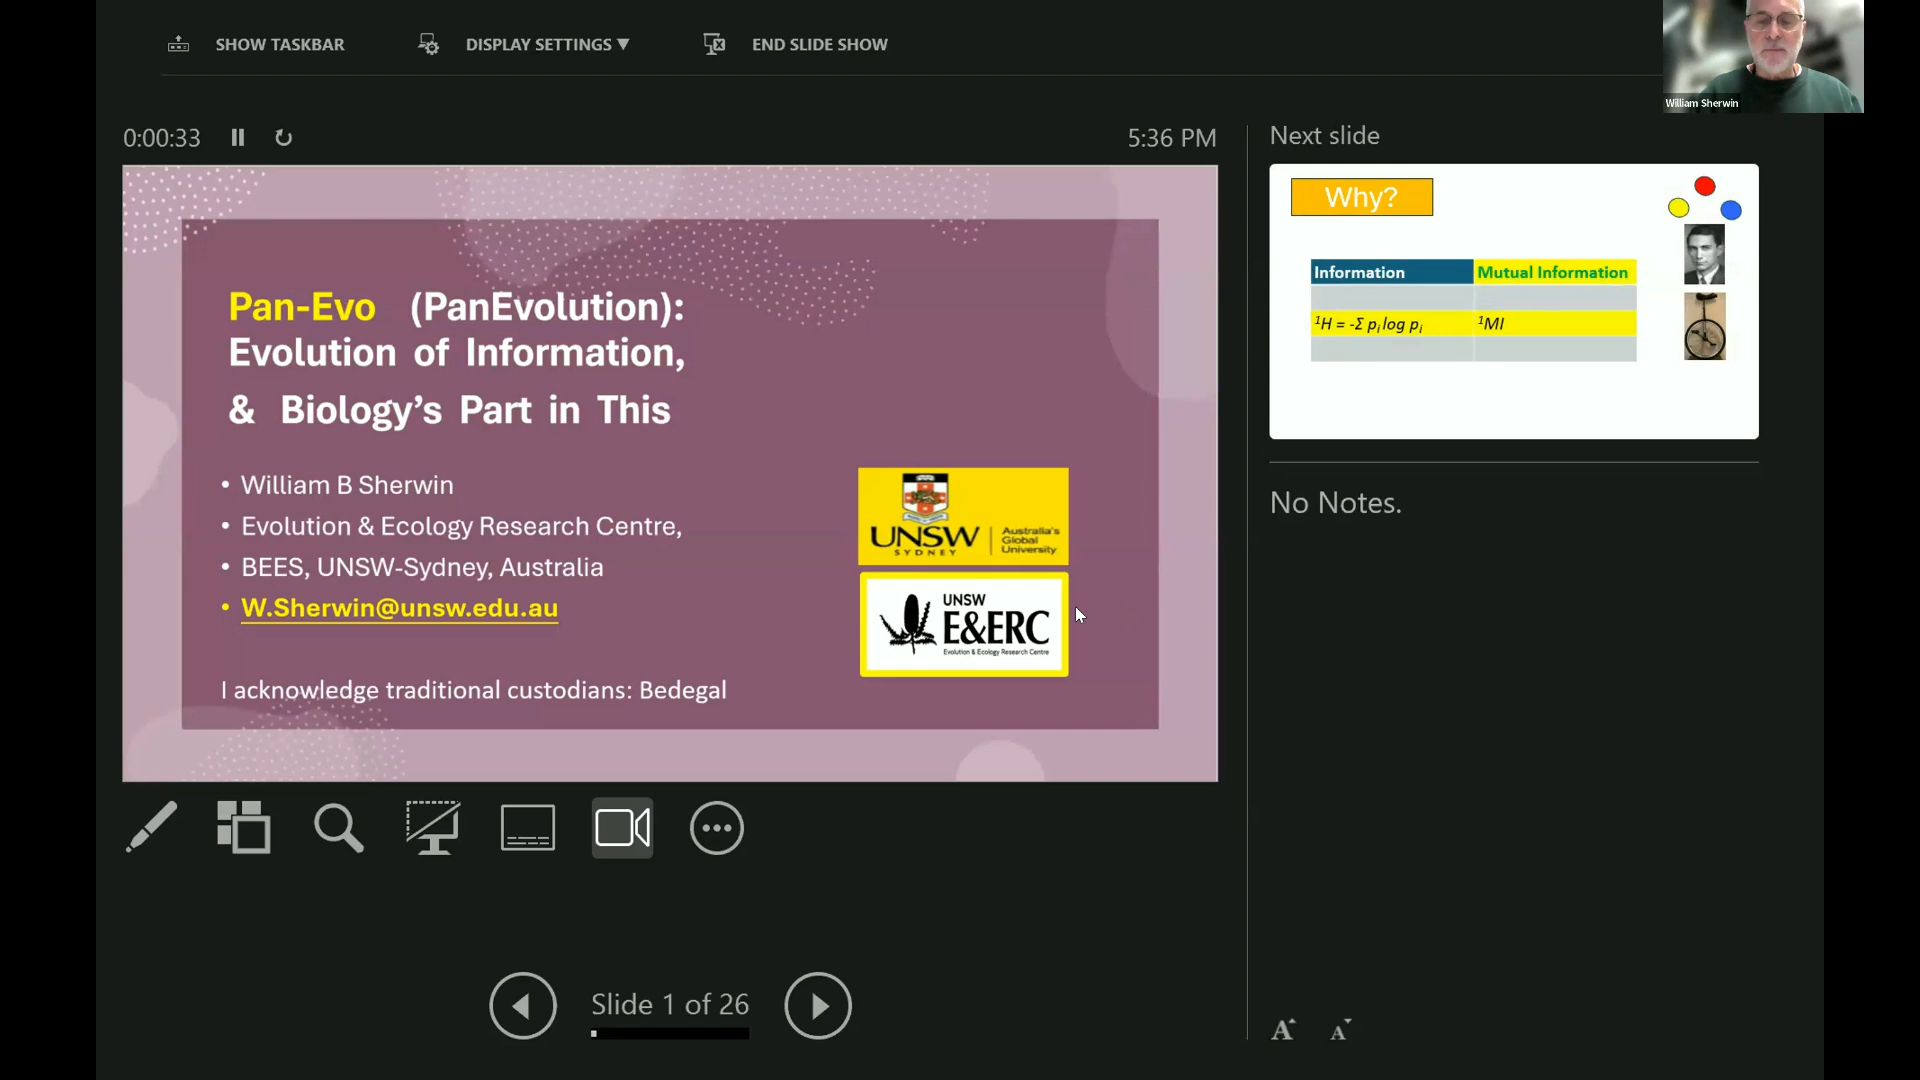 SHOW TASKBAR
DISPLAY SETTINGS ▼
END SLIDE SHOW
William Sherwin
0:00:33
5:36 PM
Pan-Evo (PanEvolution):
Evolution of Information,
& Biology’s Part in This
• William B Sherwin
• Evolution & Ecology Research Centre,
• BEES, UNSW-Sydney, Australia
• W.Sherwin@unsw.edu.au
I acknowledge traditional custodians: Bedegal
UNSW
SYDNEY
Australia's
Global
University
UNSW
E&ERC
Evolution & Ecology Research Centre
Next slide
Why?
Information Mutual Information
¹H = -Σ pᵢ log pᵢ ¹MI
No Notes.
Slide 1 of 26
A A